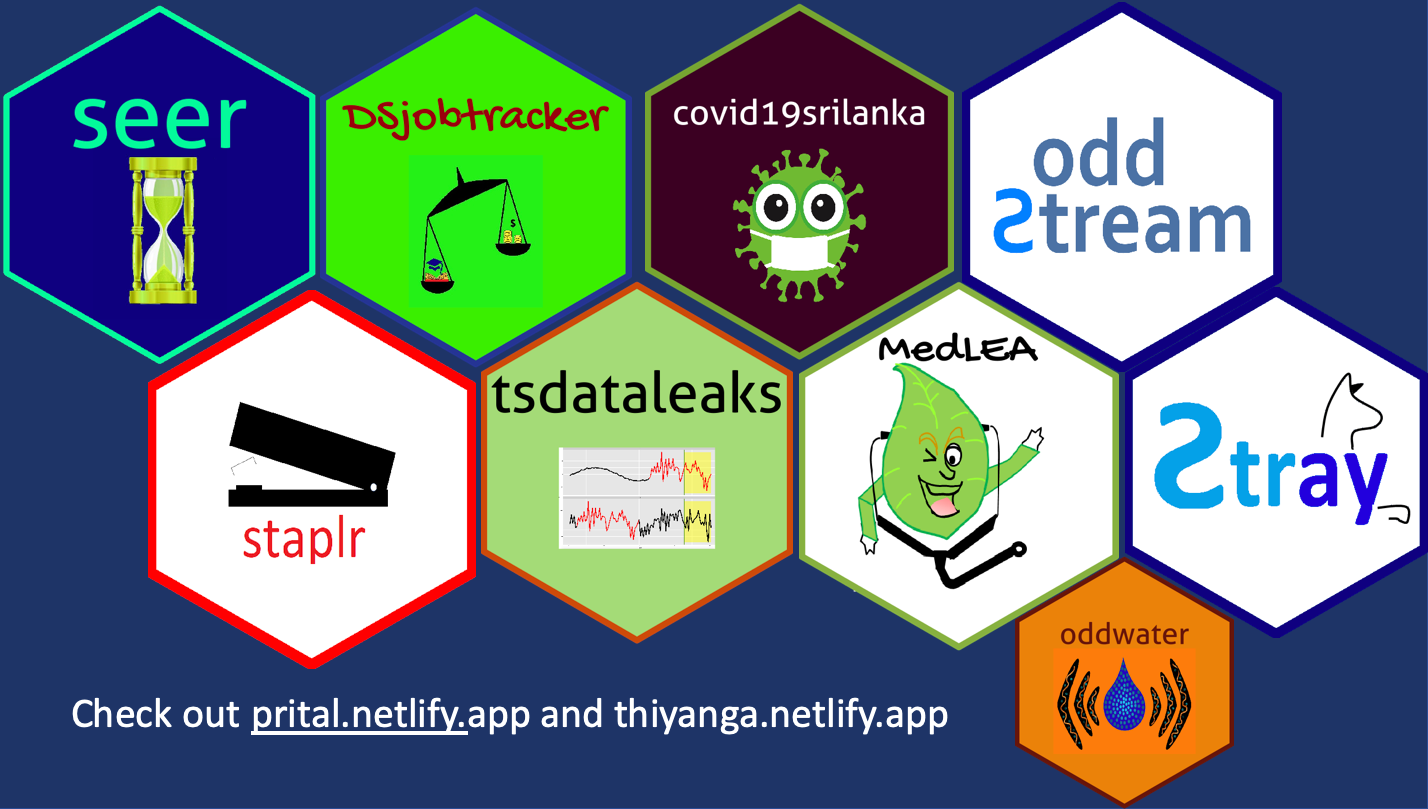 seer
DSjobtracker
covid19srilanka
odd
Stream
$
staplr
tsdataleaks
MedLEA
Stray
oddwater
Check out prital.netlify.app and thiyanga.netlify.app